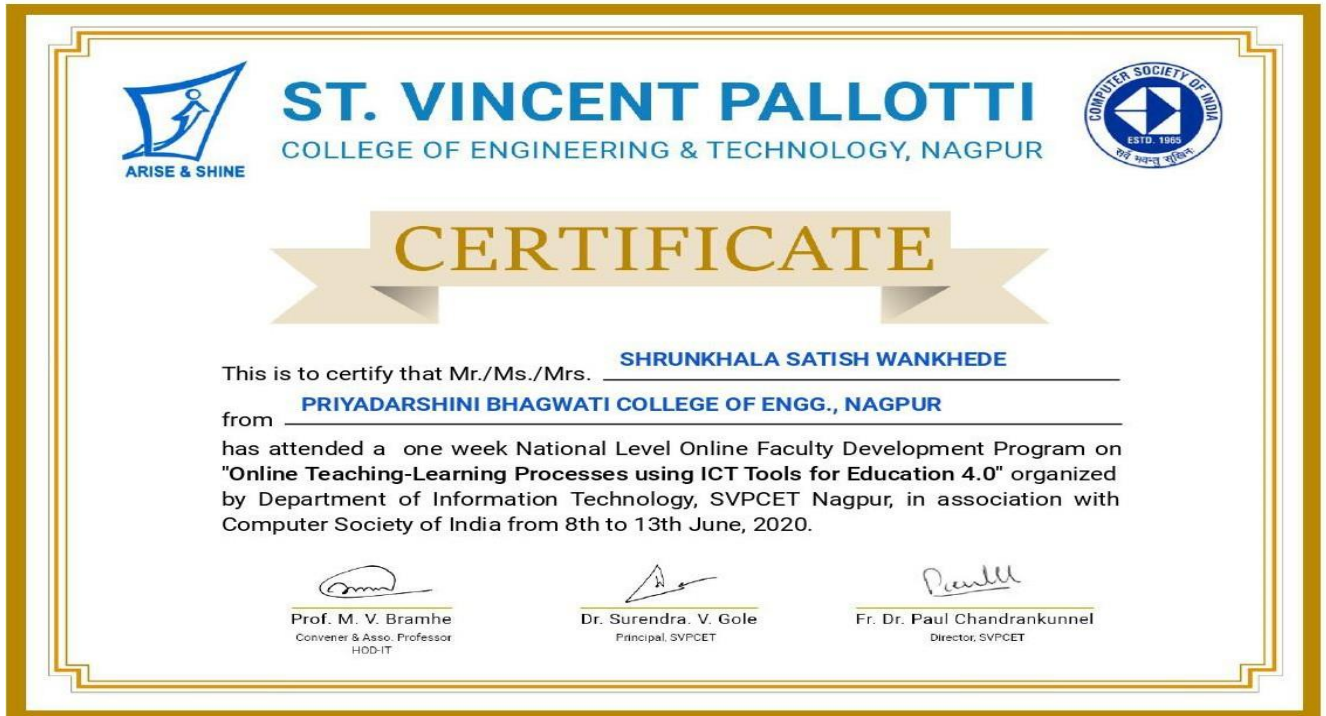 ST. VINCENT PALLOTTI
COLLEGE OF ENGINEERING & TECHNOLOGY, NAGPUR
ARISE & SHINE
COMPUTER SOCIETY OF INDIA
ESTD. 1965
सर्वे भवन्तु सुखिनः
CERTIFICATE
This is to certify that Mr./Ms./Mrs. SHRUNKHALA SATISH WANKHEDE
from PRIYADARSHINI BHAGWATI COLLEGE OF ENGG., NAGPUR
has attended a one week National Level Online Faculty Development Program on
"Online Teaching-Learning Processes using ICT Tools for Education 4.0" organized
by Department of Information Technology, SVPCET Nagpur, in association with
Computer Society of India from 8th to 13th June, 2020.
Prof. M. V. Bramhe
Convener & Asso. Professor
HOD-IT
Dr. Surendra. V. Gole
Principal, SVPCET
Fr. Dr. Paul Chandrankunnel
Director, SVPCET